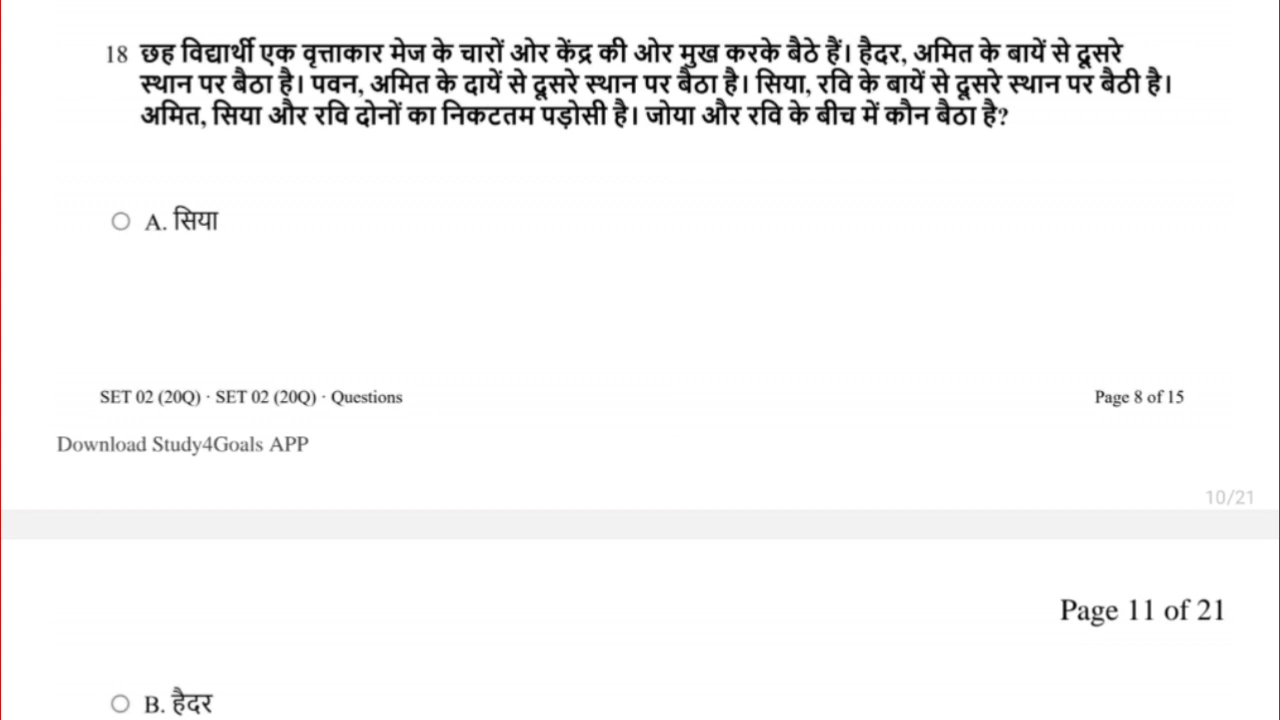 18 छह विद्यार्थी एक वृत्ताकार मेज के चारों ओर केंद्र की ओर मुख करके बैठे हैं। हैदर, अमित के बायें से दूसरे
स्थान पर बैठा है। पवन, अमित के दायें से दूसरे स्थान पर बैठा है। सिया, रवि के बायें से दूसरे स्थान पर बैठी है।
अमित, सिया और रवि दोनों का निकटतम पड़ोसी है। जोया और रवि के बीच में कौन बैठा है?
A. सिया
SET 02 (20Q) · SET 02 (20Q) · Questions Page 8 of 15
Download Study4Goals APP
10/21
Page 11 of 21
B. हैदर